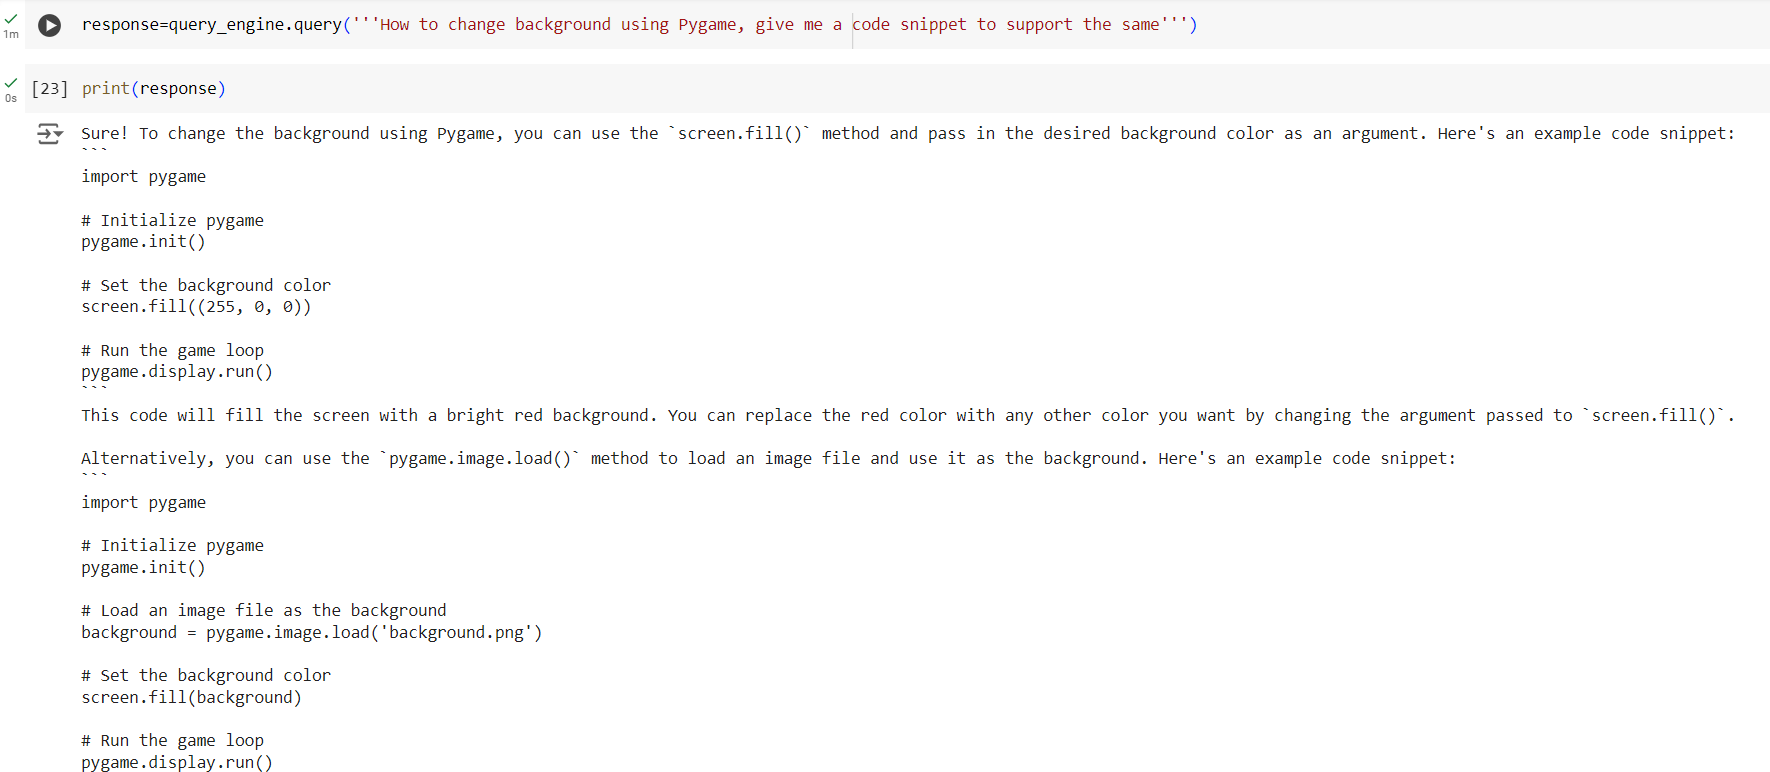 response=query_engine.query('''How to change background using Pygame, give me a code snippet to support the same''')
1m
[23] print(response)
0s
Sure! To change the background using Pygame, you can use the `screen.fill()` method and pass in the desired background color as an argument. Here's an example code snippet:
```
import pygame

# Initialize pygame
pygame.init()

# Set the background color
screen.fill((255, 0, 0))

# Run the game loop
pygame.display.run()
```
This code will fill the screen with a bright red background. You can replace the red color with any other color you want by changing the argument passed to `screen.fill()`.

Alternatively, you can use the `pygame.image.load()` method to load an image file and use it as the background. Here's an example code snippet:
```
import pygame

# Initialize pygame
pygame.init()

# Load an image file as the background
background = pygame.image.load('background.png')

# Set the background color
screen.fill(background)

# Run the game loop
pygame.display.run()